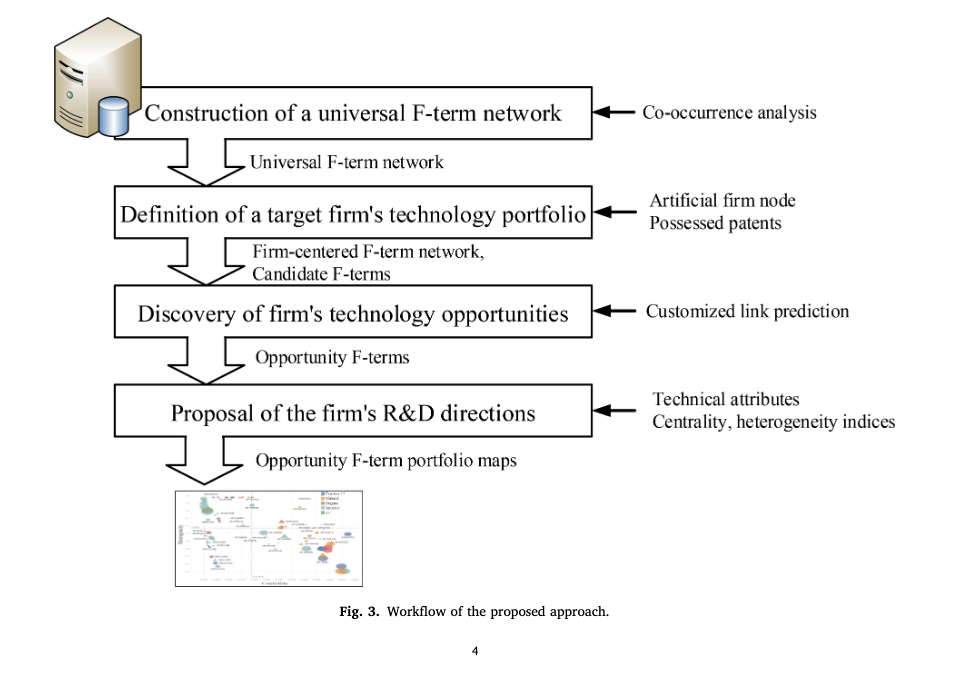 Construction of a universal F-term network
Co-occurrence analysis
Universal F-term network
Definition of a target firm's technology portfolio
Artificial firm node
Possessed patents
Firm-centered F-term network,
Candidate F-terms
Discovery of firm's technology opportunities
Customized link prediction
Opportunity F-terms
Proposal of the firm's R&D directions
Technical attributes
Centrality, heterogeneity indices
Opportunity F-term portfolio maps
Fig. 3. Workflow of the proposed approach.
4